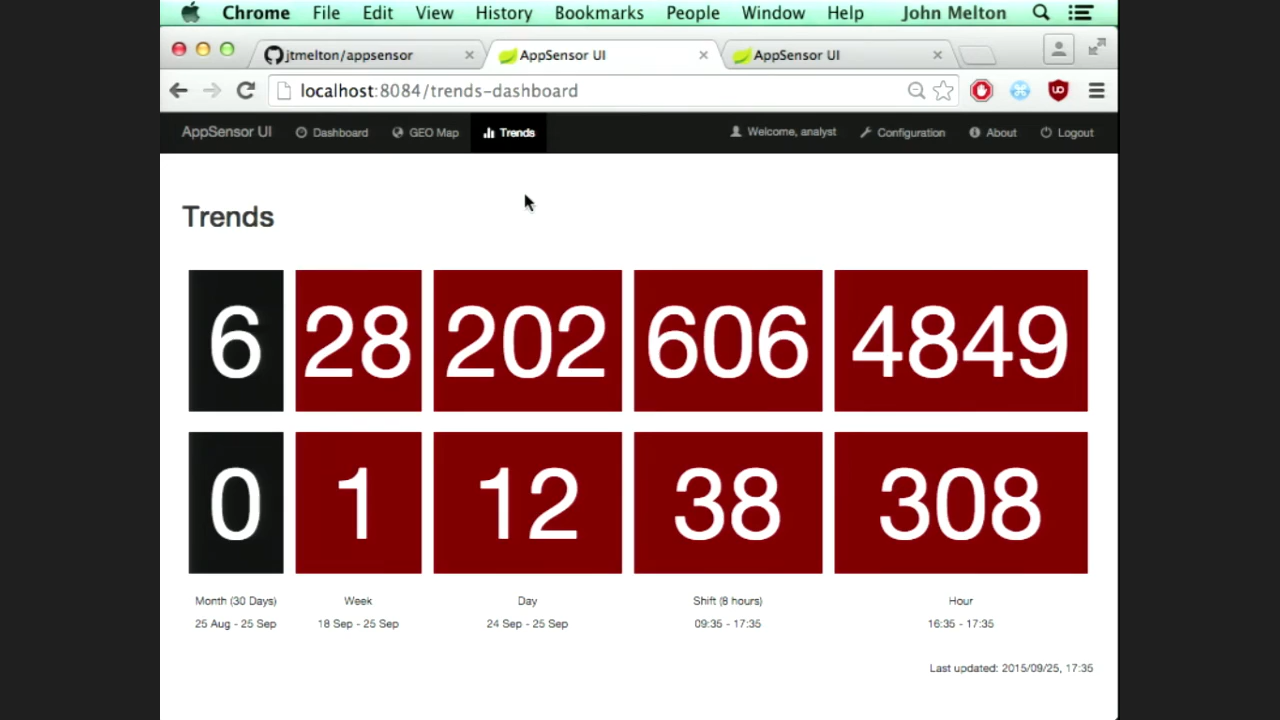 Chrome File Edit View History Bookmarks People Window Help John Melton
jtmelton/appsensor × AppSensor UI × AppSensor UI ×
localhost:8084/trends-dashboard
AppSensor UI Dashboard GEO Map Trends Welcome, analyst Configuration About Logout
Trends
6 28 202 606 4849
0 1 12 38 308
Month (30 Days) Week Day Shift (8 hours) Hour
25 Aug - 25 Sep 18 Sep - 25 Sep 24 Sep - 25 Sep 09:35 - 17:35 16:35 - 17:35
Last updated: 2015/09/25, 17:35